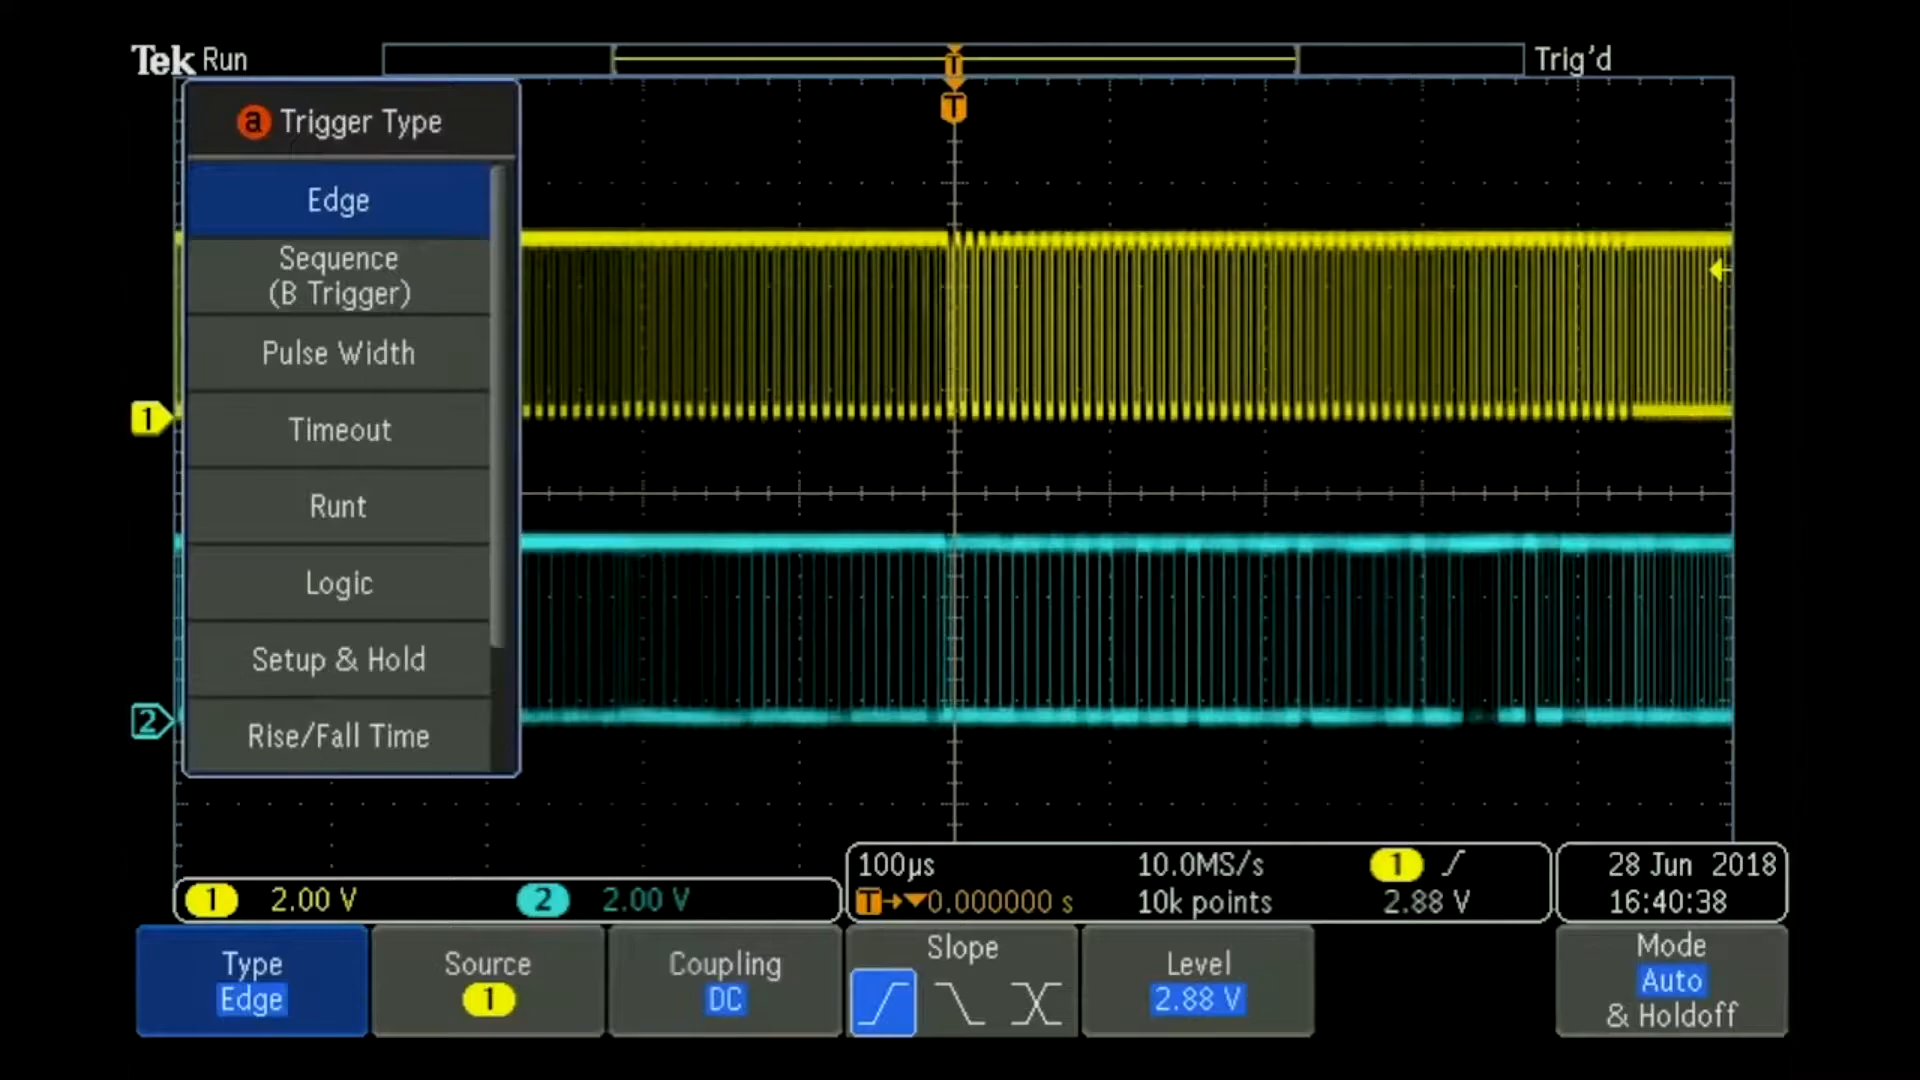 Tek Run
Trig'd
T
T
a Trigger Type
Edge
Sequence
(B Trigger)
Pulse Width
Timeout
Runt
Logic
Setup & Hold
Rise/Fall Time
1
2
1 2.00 V
2 2.00 V
100µs
T→▼0.000000 s
10.0MS/s
10k points
1
2.88 V
28 Jun 2018
16:40:38
Type
Edge
Source
1
Coupling
DC
Slope
Level
2.88 V
Mode
Auto
& Holdoff